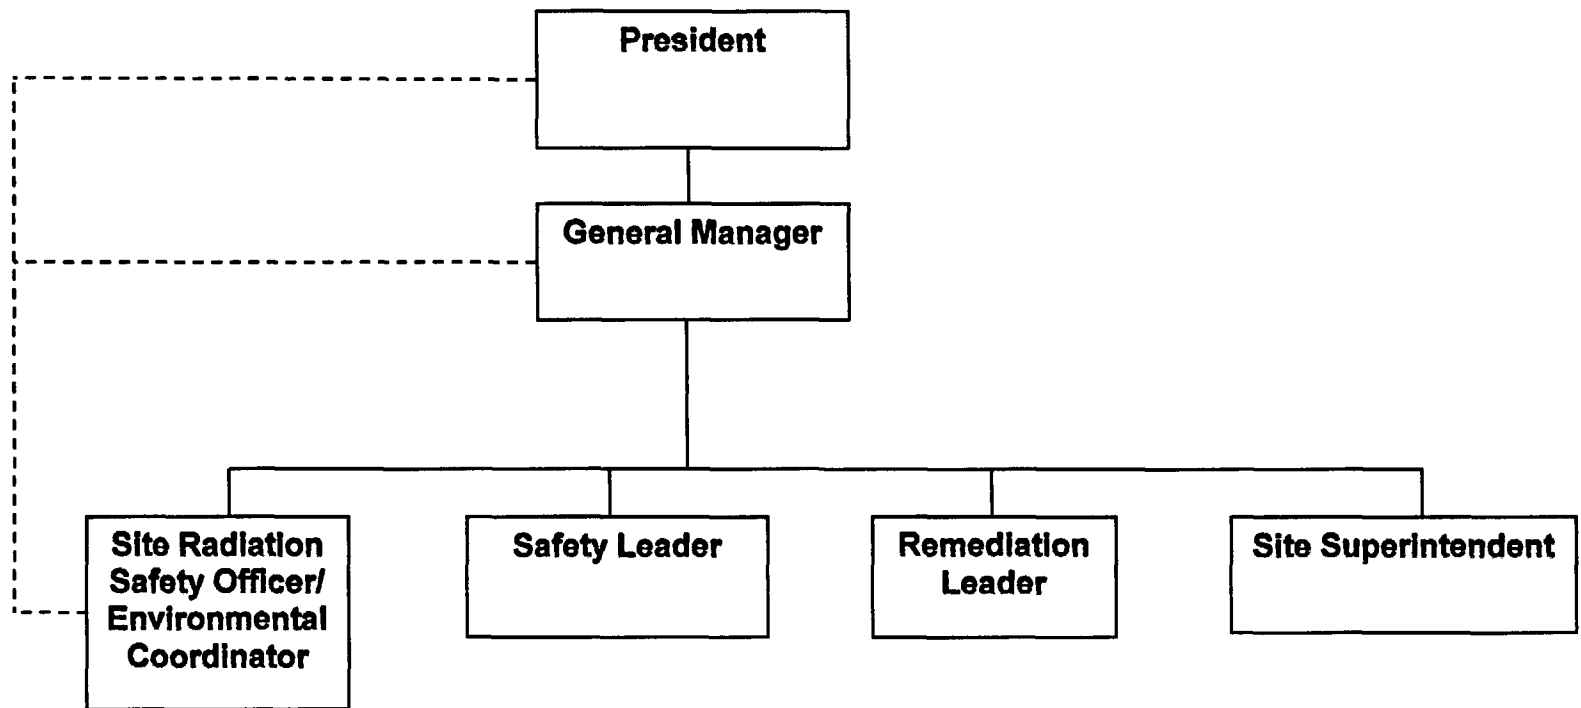 President
General Manager
Site Radiation
Safety Officer/
Environmental
Coordinator
Safety Leader
Remediation
Leader
Site Superintendent